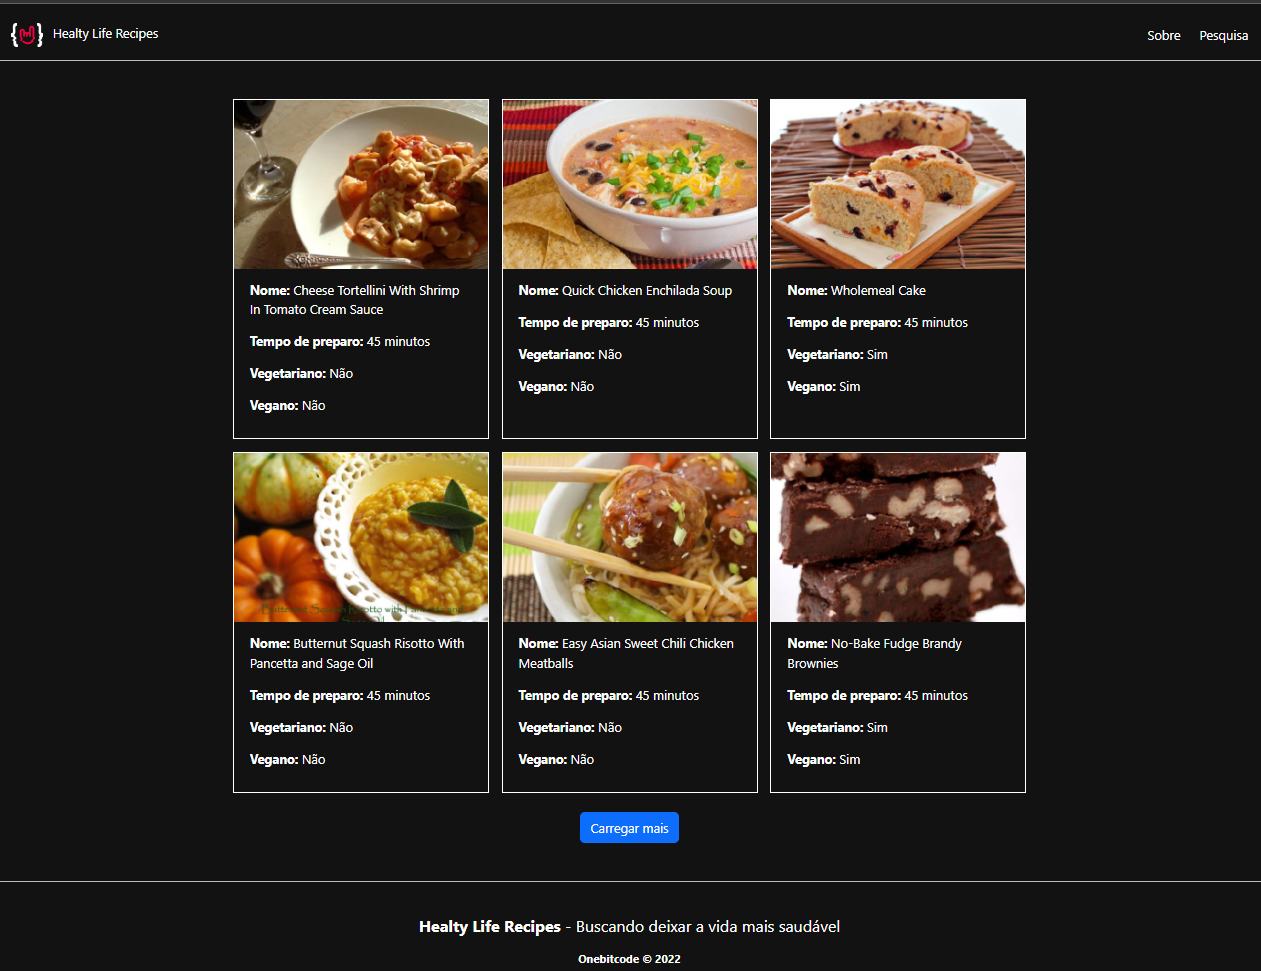 Healty Life Recipes
Sobre Pesquisa
Nome: Cheese Tortellini With Shrimp
In Tomato Cream Sauce
Tempo de preparo: 45 minutos
Vegetariano: Não
Vegano: Não
Nome: Quick Chicken Enchilada Soup
Tempo de preparo: 45 minutos
Vegetariano: Não
Vegano: Não
Nome: Wholemeal Cake
Tempo de preparo: 45 minutos
Vegetariano: Sim
Vegano: Sim
Nome: Butternut Squash Risotto With
Pancetta and Sage Oil
Tempo de preparo: 45 minutos
Vegetariano: Não
Vegano: Não
Nome: Easy Asian Sweet Chili Chicken
Meatballs
Tempo de preparo: 45 minutos
Vegetariano: Não
Vegano: Não
Nome: No-Bake Fudge Brandy
Brownies
Tempo de preparo: 45 minutos
Vegetariano: Sim
Vegano: Sim
Carregar mais
Healty Life Recipes - Buscando deixar a vida mais saudável
Onebitcode © 2022